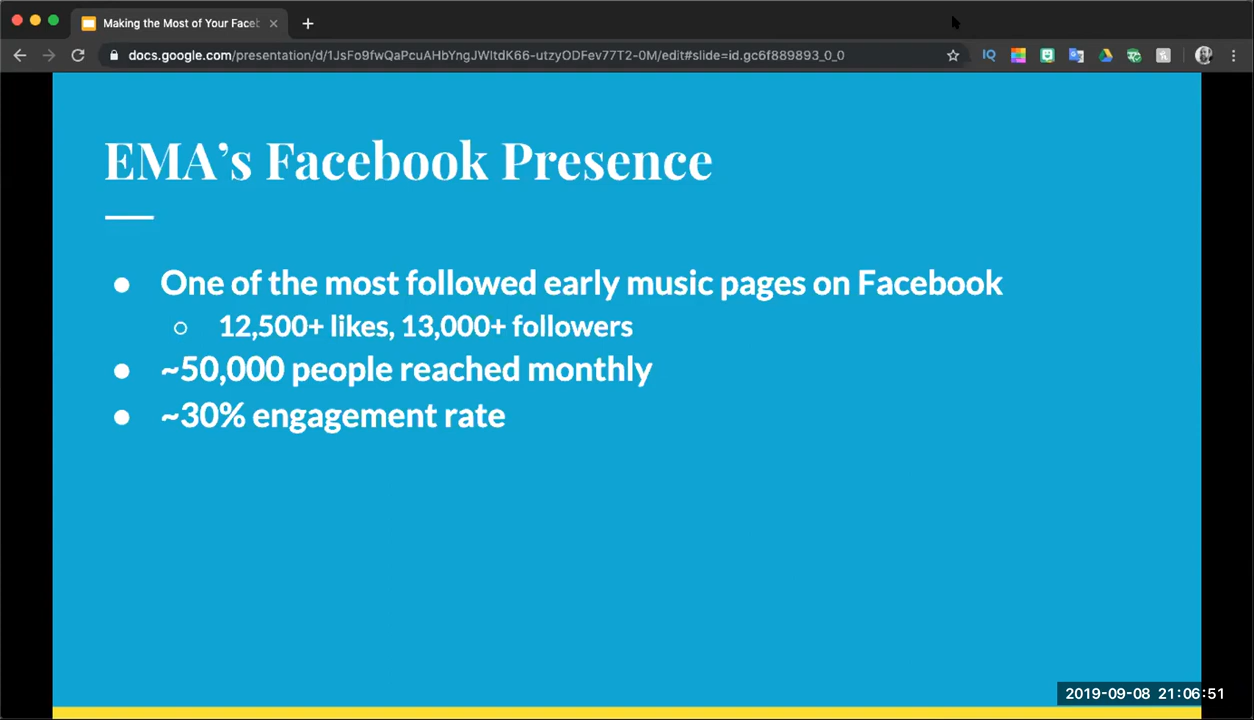 Making the Most of Your Faceb
docs.google.com/presentation/d/1JsFo9fwQaPcuAHbYngJWltdK66-utzyODFev77T2-0M/edit#slide=id.gc6f889893_0_0
IQ
EMA’s Facebook Presence
One of the most followed early music pages on Facebook
12,500+ likes, 13,000+ followers
~50,000 people reached monthly
~30% engagement rate
2019-09-08 21:06:51